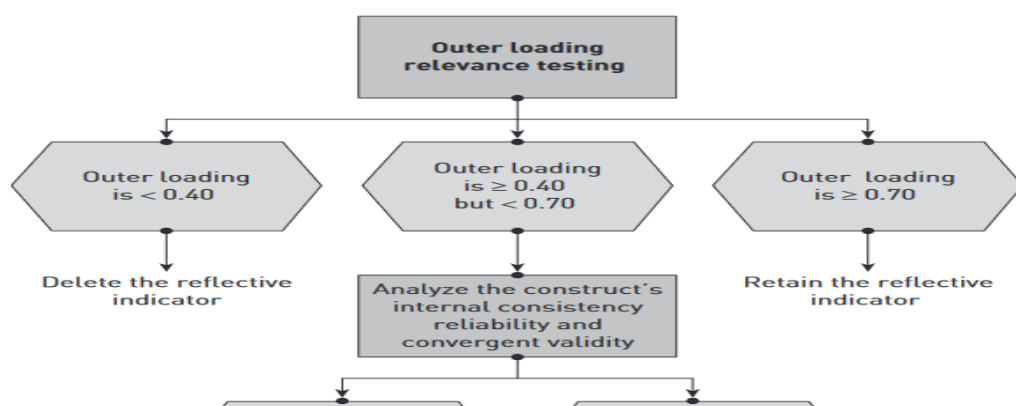 Outer loading
relevance testing
Outer loading
is < 0.40
Outer loading
is ≥ 0.40
but < 0.70
Outer loading
is ≥ 0.70
Delete the reflective
indicator
Analyze the construct's
internal consistency
reliability and
convergent validity
Retain the reflective
indicator